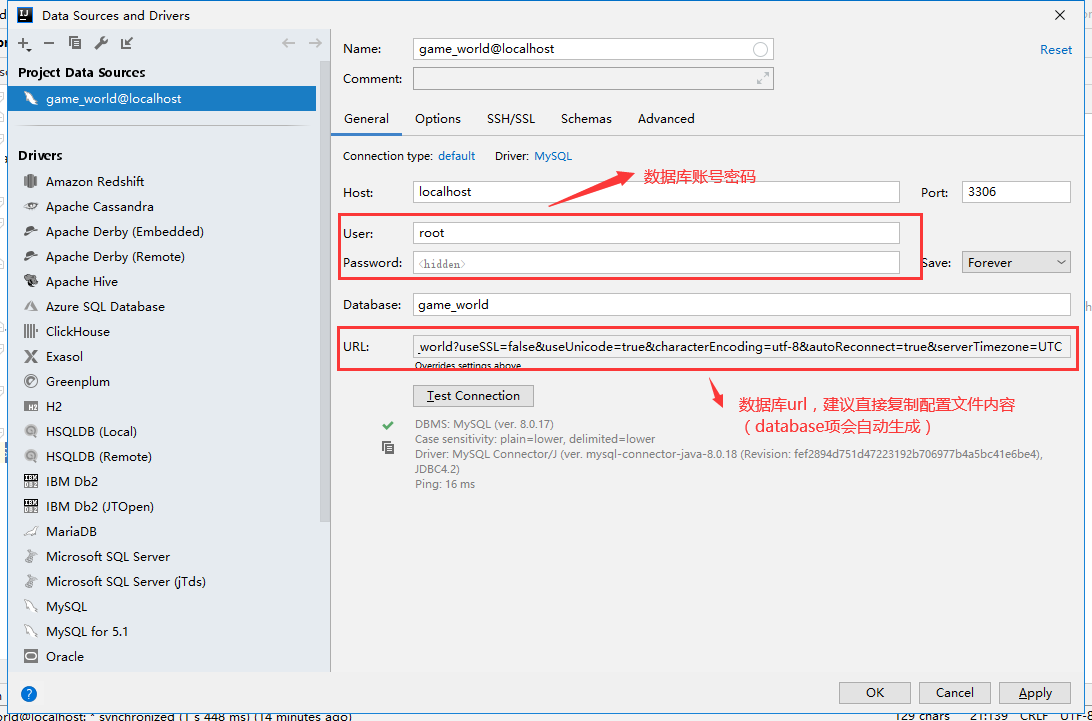 Data Sources and Drivers
Project Data Sources
game_world@localhost
Drivers
Amazon Redshift
Apache Cassandra
Apache Derby (Embedded)
Apache Derby (Remote)
Apache Hive
Azure SQL Database
ClickHouse
Exasol
Greenplum
H2
HSQLDB (Local)
HSQLDB (Remote)
IBM Db2
IBM Db2 (JTOpen)
MariaDB
Microsoft SQL Server
Microsoft SQL Server (jTds)
MySQL
MySQL for 5.1
Oracle
Name: game_world@localhost
Reset
Comment:
General Options SSH/SSL Schemas Advanced
Connection type: default Driver: MySQL
数据库账号密码
Host: localhost Port: 3306
User: root
Password: <hidden> Save: Forever
Database: game_world
URL: _world?useSSL=false&useUnicode=true&characterEncoding=utf-8&autoReconnect=true&serverTimezone=UTC
Overrides settings above
Test Connection
数据库url，建议直接复制配置文件内容
（database项会自动生成）
DBMS: MySQL (ver. 8.0.17)
Case sensitivity: plain=lower, delimited=lower
Driver: MySQL Connector/J (ver. mysql-connector-java-8.0.18 (Revision: fef2894d751d47223192b706977b4a5bc41e6be4),
JDBC4.2)
Ping: 16 ms
OK Cancel Apply
orld@localhost: * synchronized (1 s 448 ms) (14 minutes ago) 129 chars 21:139 CRLF UTF-8